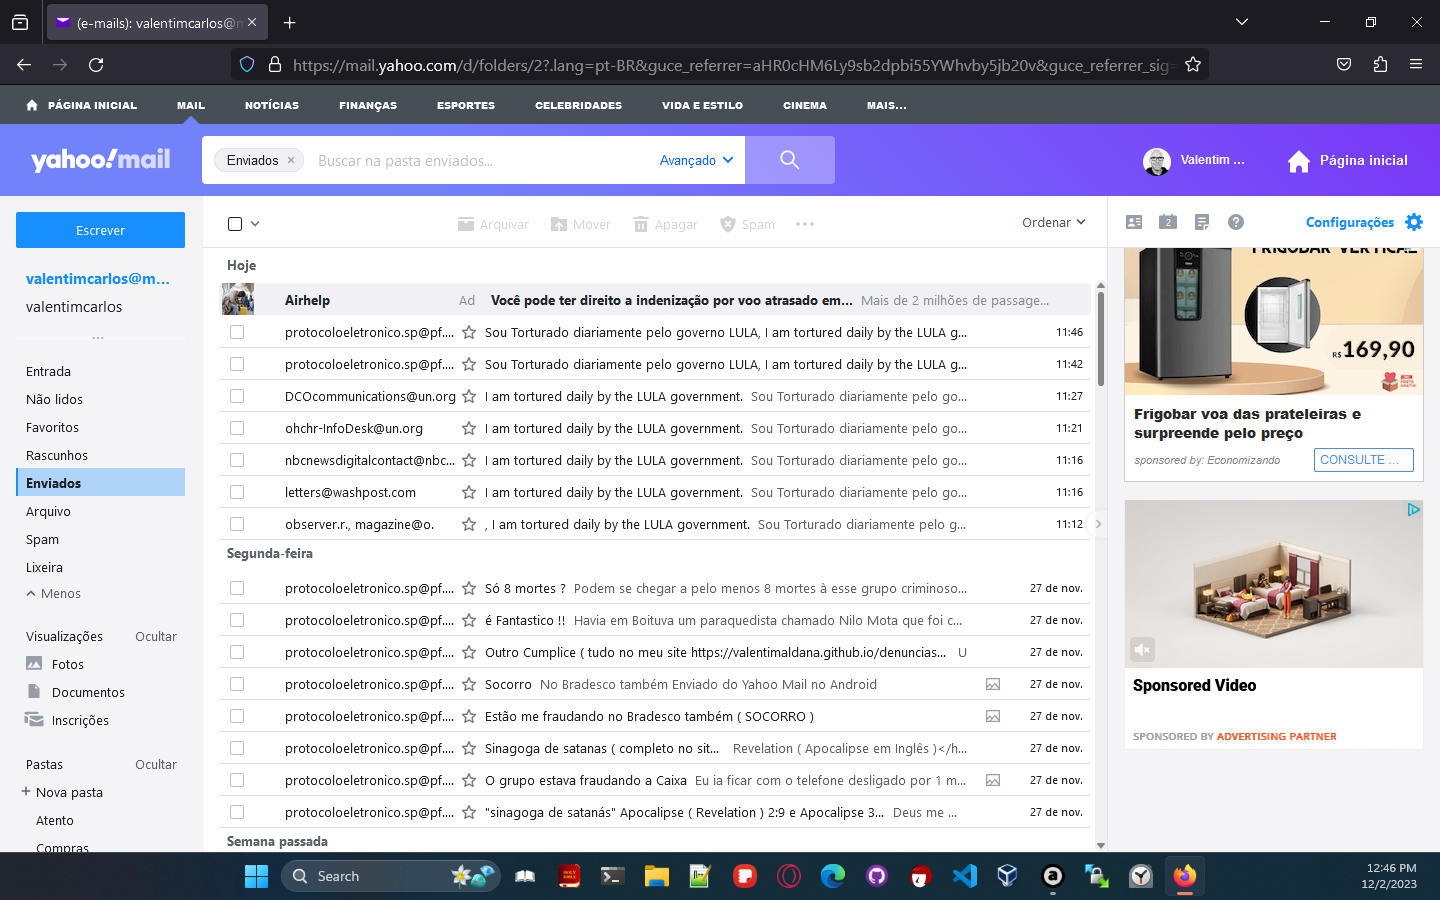 (e-mails): valentimcarlos@m
https://mail.yahoo.com/d/folders/2?.lang=pt-BR&guce_referrer=aHR0cHM6Ly9sb2dpbi55YWhvby5jb20v&guce_referrer_sig=
PÁGINA INICIAL MAIL NOTÍCIAS FINANÇAS ESPORTES CELEBRIDADES VIDA E ESTILO CINEMA MAIS...
yahoo!mail
Enviados × Buscar na pasta enviados... Avançado
Valentim ... Página inicial
Escrever
valentimcarlos@m...
valentimcarlos
Entrada
Não lidos
Favoritos
Rascunhos
Enviados
Arquivo
Spam
Lixeira
Menos
Visualizações Ocultar
Fotos
Documentos
Inscrições
Pastas Ocultar
+ Nova pasta
Atento
Compras
Arquivar Mover Apagar Spam ••• Ordenar
Hoje
Airhelp Ad Você pode ter direito a indenização por voo atrasado em... Mais de 2 milhões de passage...
protocoloeletronico.sp@pf.... Sou Torturado diariamente pelo governo LULA, I am tortured daily by the LULA g... 11:46
protocoloeletronico.sp@pf.... Sou Torturado diariamente pelo governo LULA, I am tortured daily by the LULA g... 11:42
DCOcommunications@un.org I am tortured daily by the LULA government. Sou Torturado diariamente pelo go... 11:27
ohchr-InfoDesk@un.org I am tortured daily by the LULA government. Sou Torturado diariamente pelo go... 11:21
nbcnewsdigitalcontact@nbc... I am tortured daily by the LULA government. Sou Torturado diariamente pelo go... 11:16
letters@washpost.com I am tortured daily by the LULA government. Sou Torturado diariamente pelo go... 11:16
observer.r., magazine@o. , I am tortured daily by the LULA government. Sou Torturado diariamente pelo g... 11:12
Segunda-feira
protocoloeletronico.sp@pf.... Só 8 mortes ? Podem se chegar a pelo menos 8 mortes à esse grupo criminoso... 27 de nov.
protocoloeletronico.sp@pf.... é Fantastico !! Havia em Boituva um paraquedista chamado Nilo Mota que foi c... 27 de nov.
protocoloeletronico.sp@pf.... Outro Cumplice ( tudo no meu site https://valentimaldana.github.io/denuncias... U 27 de nov.
protocoloeletronico.sp@pf.... Socorro No Bradesco também Enviado do Yahoo Mail no Android 27 de nov.
protocoloeletronico.sp@pf.... Estão me fraudando no Bradesco também ( SOCORRO ) 27 de nov.
protocoloeletronico.sp@pf.... Sinagoga de satanas ( completo no sit... Revelation ( Apocalipse em Inglês )</h... 27 de nov.
protocoloeletronico.sp@pf.... O grupo estava fraudando a Caixa Eu ia ficar com o telefone desligado por 1 m... 27 de nov.
protocoloeletronico.sp@pf.... "sinagoga de satanás" Apocalipse ( Revelation ) 2:9 e Apocalipse 3... Deus me ... 27 de nov.
Semana passada
2 Configurações
FRIGOBAR VERTICAL
R$169,90
Frigobar voa das prateleiras e
surpreende pelo preço
sponsored by: Economizando CONSULTE ...
Sponsored Video
SPONSORED BY ADVERTISING PARTNER
Search
HOLY BIBLE
12:46 PM
12/2/2023